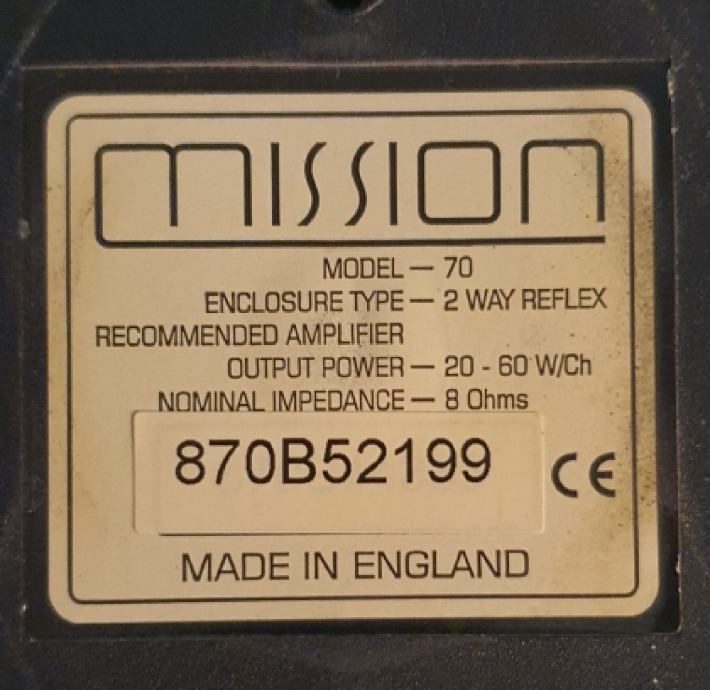 mission
MODEL — 70
ENCLOSURE TYPE — 2 WAY REFLEX
RECOMMENDED AMPLIFIER
OUTPUT POWER — 20 - 60 W/Ch
NOMINAL IMPEDANCE — 8 Ohms
870B52199
CE
MADE IN ENGLAND